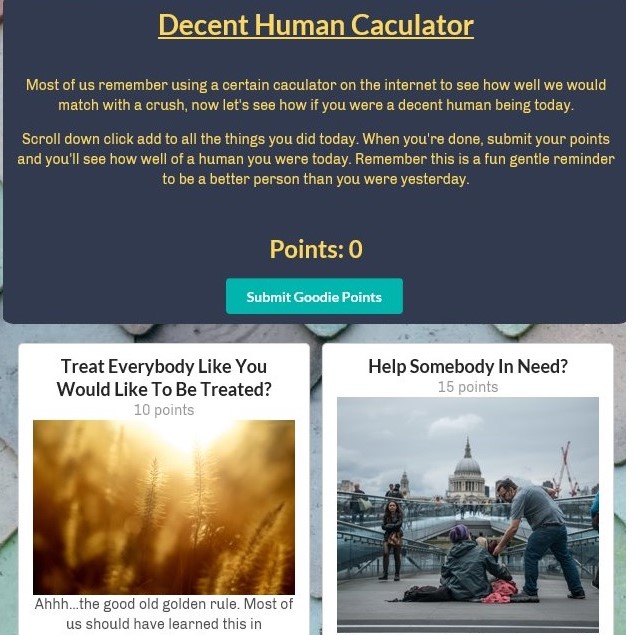 Decent Human Caculator
Most of us remember using a certain caculator on the internet to see how well we would
match with a crush, now let's see how if you were a decent human being today.
Scroll down click add to all the things you did today. When you're done, submit your points
and you'll see how well of a human you were today. Remember this is a fun gentle reminder
to be a better person than you were yesterday.
Points: 0
Submit Goodie Points
Treat Everybody Like You
Would Like To Be Treated?
10 points
Ahhh...the good old golden rule. Most of
us should have learned this in
Help Somebody In Need?
15 points